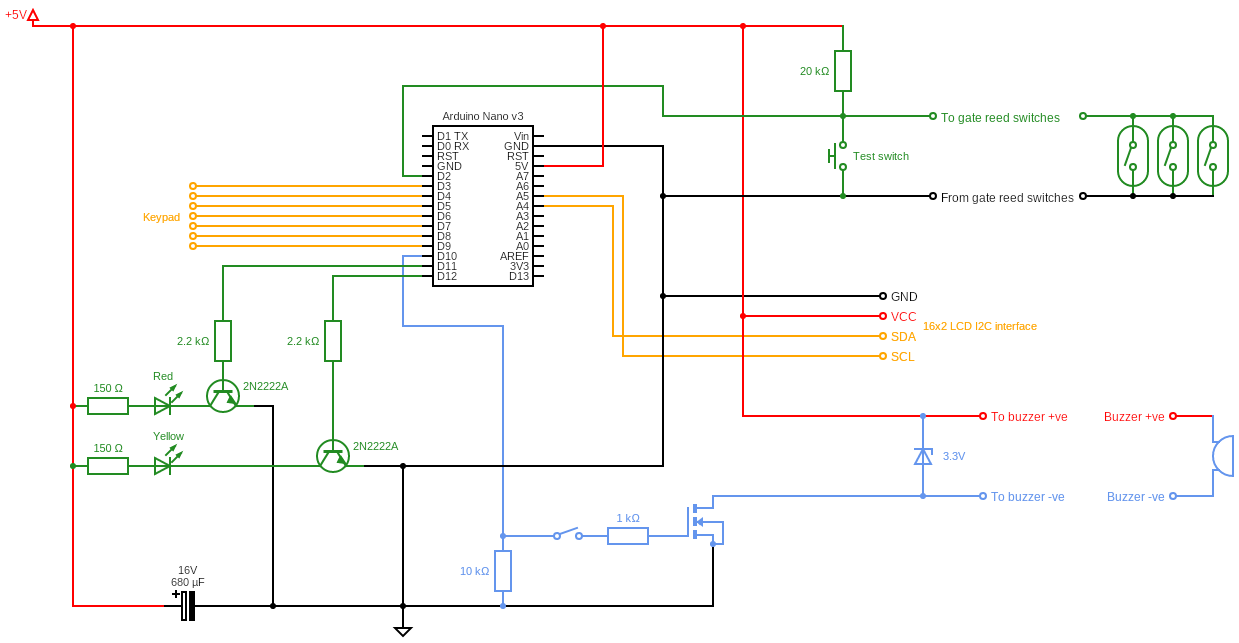 +5V
20 kΩ
Arduino Nano v3
To gate reed switches
D1 TX
D0 RX
RST
GND
D2
D3
D4
D5
D6
D7
D8
D9
D10
D11
D12
Vin
GND
RST
5V
A7
A6
A5
A4
A3
A2
A1
A0
AREF
3V3
D13
Test switch
From gate reed switches
Keypad
GND
VCC
SDA
SCL
16x2 LCD I2C interface
2.2 kΩ
2.2 kΩ
Red
150 Ω
2N2222A
Yellow
150 Ω
2N2222A
To buzzer +ve
Buzzer +ve
3.3V
To buzzer -ve
Buzzer -ve
1 kΩ
10 kΩ
16V
680 µF
+